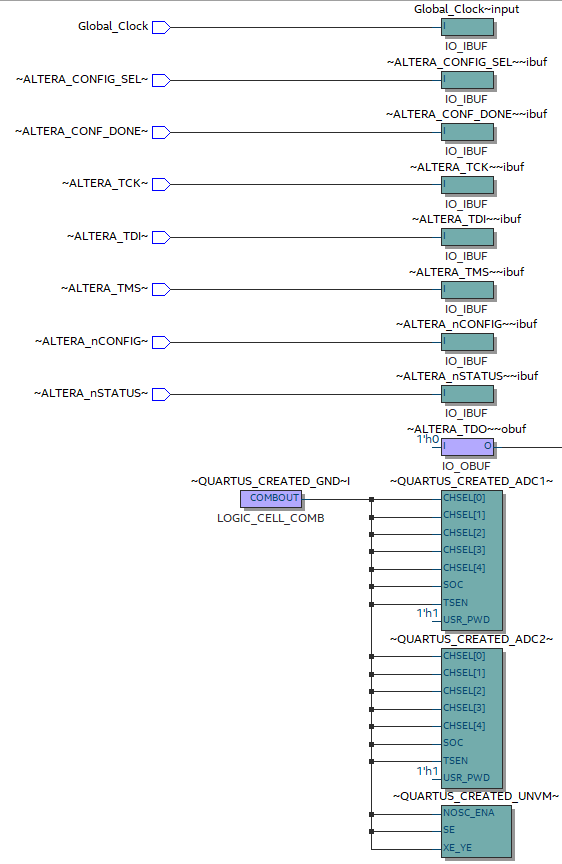 Global_Clock~input
Global_Clock
I
IO_IBUF
~ALTERA_CONFIG_SEL~~ibuf
~ALTERA_CONFIG_SEL~
I
IO_IBUF
~ALTERA_CONF_DONE~~ibuf
~ALTERA_CONF_DONE~
I
IO_IBUF
~ALTERA_TCK~~ibuf
~ALTERA_TCK~
I
IO_IBUF
~ALTERA_TDI~~ibuf
~ALTERA_TDI~
I
IO_IBUF
~ALTERA_TMS~~ibuf
~ALTERA_TMS~
I
IO_IBUF
~ALTERA_nCONFIG~~ibuf
~ALTERA_nCONFIG~
I
IO_IBUF
~ALTERA_nSTATUS~~ibuf
~ALTERA_nSTATUS~
I
IO_IBUF
~ALTERA_TDO~~obuf
1'h0
I O
IO_OBUF
~QUARTUS_CREATED_GND~I
COMBOUT
LOGIC_CELL_COMB
~QUARTUS_CREATED_ADC1~
CHSEL[0]
CHSEL[1]
CHSEL[2]
CHSEL[3]
CHSEL[4]
SOC
TSEN
1'h1
USR_PWD
~QUARTUS_CREATED_ADC2~
CHSEL[0]
CHSEL[1]
CHSEL[2]
CHSEL[3]
CHSEL[4]
SOC
TSEN
1'h1
USR_PWD
~QUARTUS_CREATED_UNVM~
NOSC_ENA
SE
XE_YE